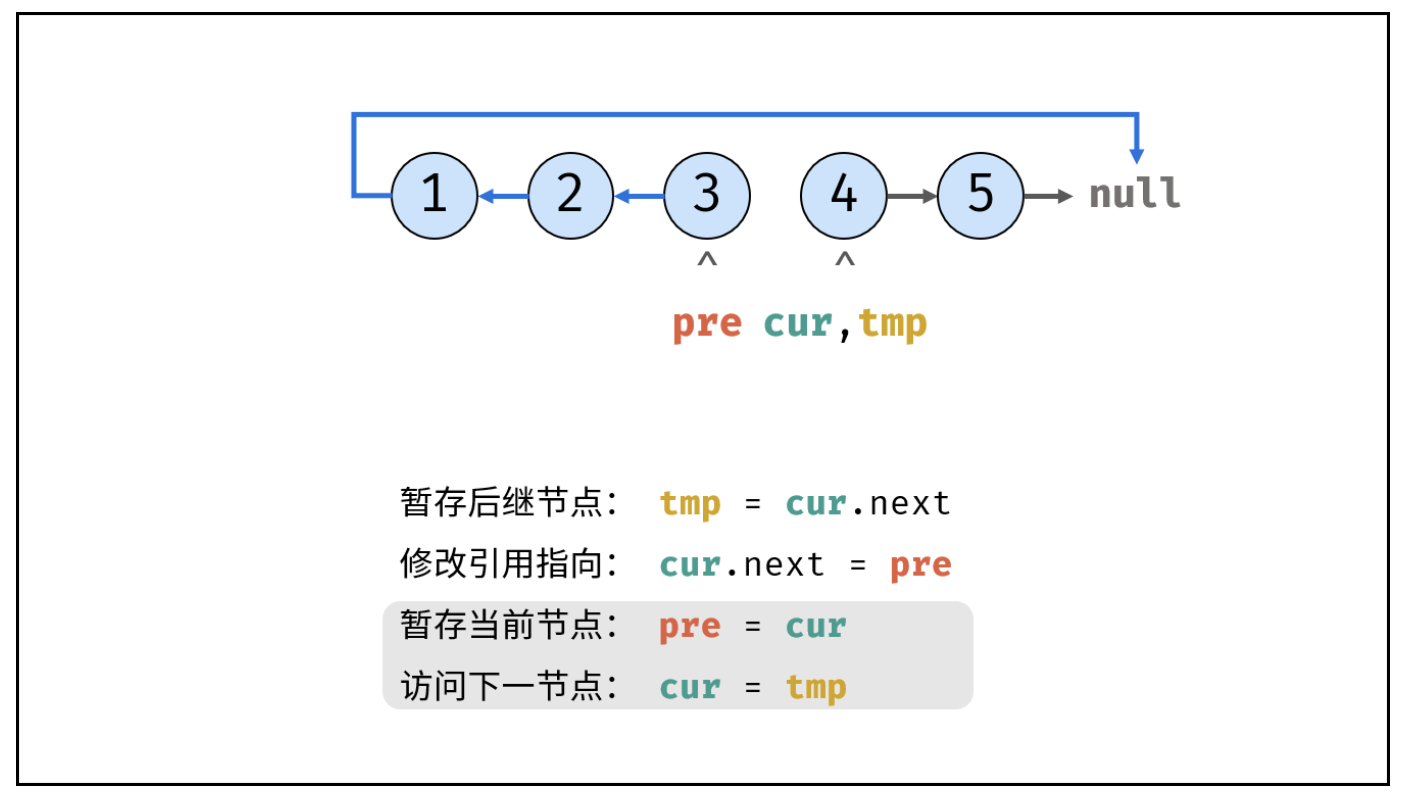 1 2 3 4 5 null
^ ^
pre cur,tmp
暂存后继节点： tmp = cur.next
修改引用指向： cur.next = pre
暂存当前节点： pre = cur
访问下一节点： cur = tmp